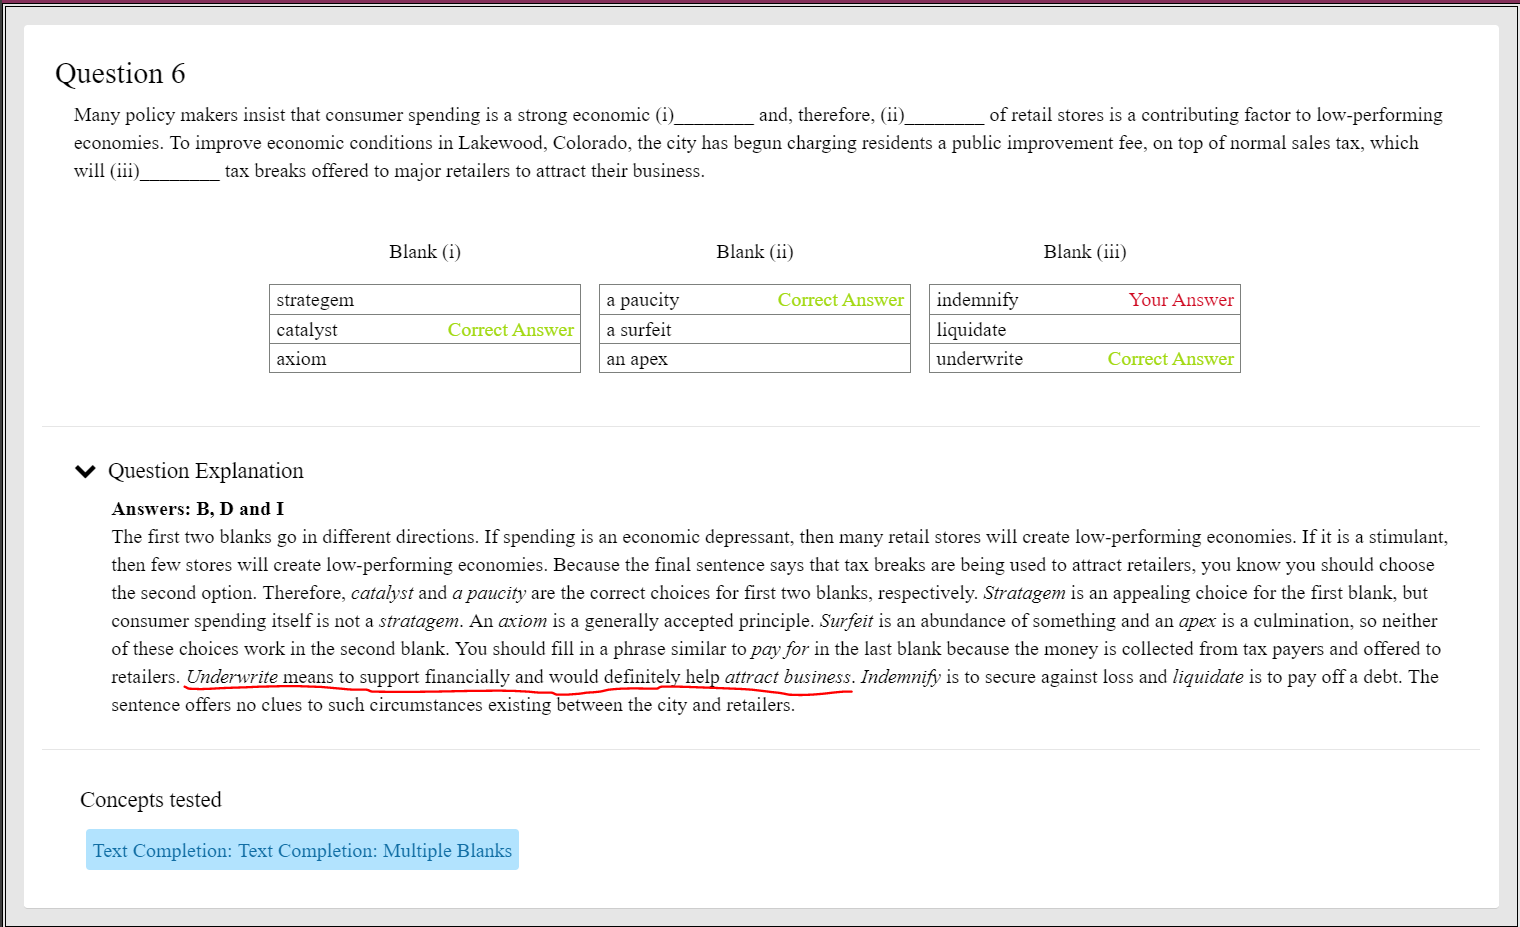 Question 6
Many policy makers insist that consumer spending is a strong economic (i)________ and, therefore, (ii)________ of retail stores is a contributing factor to low-performing
economies. To improve economic conditions in Lakewood, Colorado, the city has begun charging residents a public improvement fee, on top of normal sales tax, which
will (iii)________ tax breaks offered to major retailers to attract their business.
Blank (i) Blank (ii) Blank (iii)
strategem a paucity Correct Answer indemnify Your Answer
catalyst Correct Answer a surfeit liquidate
axiom an apex underwrite Correct Answer
Question Explanation
Answers: B, D and I
The first two blanks go in different directions. If spending is an economic depressant, then many retail stores will create low-performing economies. If it is a stimulant,
then few stores will create low-performing economies. Because the final sentence says that tax breaks are being used to attract retailers, you know you should choose
the second option. Therefore, catalyst and a paucity are the correct choices for first two blanks, respectively. Stratagem is an appealing choice for the first blank, but
consumer spending itself is not a stratagem. An axiom is a generally accepted principle. Surfeit is an abundance of something and an apex is a culmination, so neither
of these choices work in the second blank. You should fill in a phrase similar to pay for in the last blank because the money is collected from tax payers and offered to
retailers. Underwrite means to support financially and would definitely help attract business. Indemnify is to secure against loss and liquidate is to pay off a debt. The
sentence offers no clues to such circumstances existing between the city and retailers.
Concepts tested
Text Completion: Text Completion: Multiple Blanks